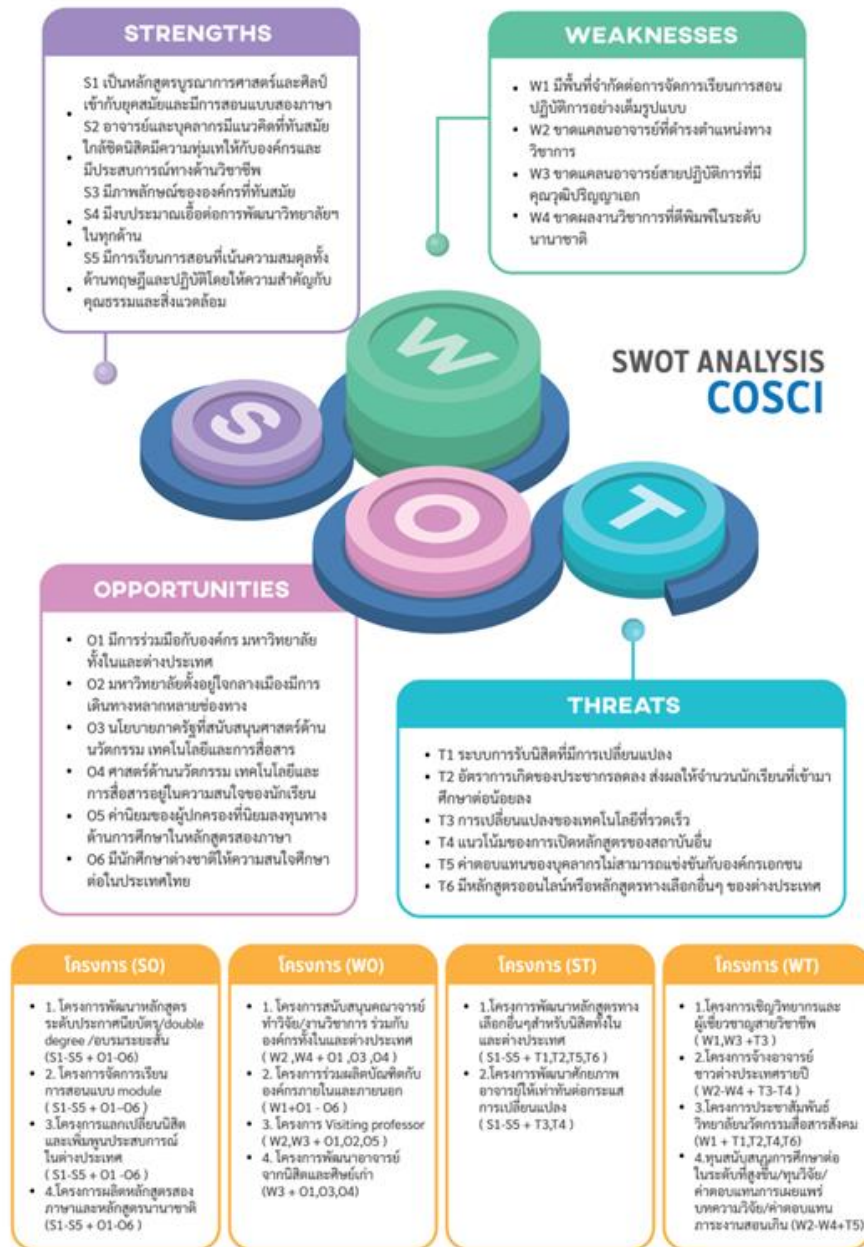 STRENGTHS
S1 เป็นหลักสูตรบูรณาการศาสตร์และศิลป์
เข้ากับยุคสมัยและมีการสอนแบบสองภาษา
S2 อาจารย์และบุคลากรมีแนวคิดที่ทันสมัย
ใกล้ชิดนิสิตมีความทุ่มเทให้กับองค์กรและ
มีประสบการณ์ทางด้านวิชาชีพ
S3 มีภาพลักษณ์ขององค์กรที่ทันสมัย
S4 มีงบประมาณเอื้อต่อการพัฒนาวิทยาลัยฯ
ในทุกด้าน
S5 มีการเรียนการสอนที่เน้นความสมดุลทั้ง
ด้านทฤษฎีและปฏิบัติโดยให้ความสำคัญกับ
คุณธรรมและสิ่งแวดล้อม
WEAKNESSES
• W1 มีพื้นที่จำกัดต่อการจัดการเรียนการสอน
ปฏิบัติการอย่างเต็มรูปแบบ
• W2 ขาดแคลนอาจารย์ที่ดำรงตำแหน่งทาง
วิชาการ
• W3 ขาดแคลนอาจารย์สายปฏิบัติการที่มี
คุณวุฒิปริญญาเอก
• W4 ขาดผลงานวิชาการที่ตีพิมพ์ในระดับ
นานาชาติ
SWOT ANALYSIS
COSCI
S
W
O
T
OPPORTUNITIES
• O1 มีการร่วมมือกับองค์กร มหาวิทยาลัย
ทั้งในและต่างประเทศ
• O2 มหาวิทยาลัยตั้งอยู่ใจกลางเมืองมีการ
เดินทางหลากหลายช่องทาง
• O3 นโยบายภาครัฐที่สนับสนุนศาสตร์ด้าน
นวัตกรรม เทคโนโลยีและการสื่อสาร
• O4 ศาสตร์ด้านนวัตกรรม เทคโนโลยีและ
การสื่อสารอยู่ในความสนใจของนักเรียน
• O5 ค่านิยมของผู้ปกครองที่นิยมลงทุนทาง
ด้านการศึกษาในหลักสูตรสองภาษา
• O6 มีนักศึกษาต่างชาติให้ความสนใจศึกษา
ต่อในประเทศไทย
THREATS
• T1 ระบบการรับนิสิตที่มีการเปลี่ยนแปลง
• T2 อัตราการเกิดของประชากรลดลง ส่งผลให้จำนวนนักเรียนที่เข้ามา
ศึกษาต่อน้อยลง
• T3 การเปลี่ยนแปลงของเทคโนโลยีที่รวดเร็ว
• T4 แนวโน้มของการเปิดหลักสูตรของสถาบันอื่น
• T5 ค่าตอบแทนของบุคลากรไม่สามารถแข่งขันกับองค์กรเอกชน
• T6 มีหลักสูตรออนไลน์หรือหลักสูตรทางเลือกอื่นๆ ของต่างประเทศ
โครงการ (SO)
• 1. โครงการพัฒนาหลักสูตร
ระดับประกาศนียบัตร/double
degree /อบรมระยะสั้น
(S1-S5 + O1-O6)
• 2. โครงการจัดการเรียน
การสอนแบบ module
( S1-S5 + O1–O6 )
• 3.โครงการแลกเปลี่ยนนิสิต
และเพิ่มพูนประสบการณ์
ในต่างประเทศ
( S1-S5 + O1 -O6 )
• 4.โครงการผลิตหลักสูตรสอง
ภาษาและหลักสูตรนานาชาติ
(S1-S5 + O1-O6 )
โครงการ (WO)
• 1. โครงการสนับสนุนคณาจารย์
ทำวิจัย/งานวิชาการ ร่วมกับ
องค์กรทั้งในและต่างประเทศ
( W2 ,W4 + O1 ,O3 ,O4 )
• 2. โครงการร่วมผลิตบัณฑิตกับ
องค์กรภายในและภายนอก
( W1+O1 - O6 )
• 3. โครงการ Visiting professor
( W2,W3 + O1,O2,O5 )
• 4. โครงการพัฒนาอาจารย์
จากนิสิตและศิษย์เก่า
(W3 + O1,O3,O4)
โครงการ (ST)
• 1.โครงการพัฒนาหลักสูตรทาง
เลือกอื่นๆสำหรับนิสิตทั้งใน
และต่างประเทศ
( S1-S5 + T1,T2,T5,T6 )
• 2.โครงการพัฒนาศักยภาพ
อาจารย์ให้เท่าทันต่อกระแส
การเปลี่ยนแปลง
( S1-S5 + T3,T4 )
โครงการ (WT)
• 1.โครงการเชิญวิทยากรและ
ผู้เชี่ยวชาญสายวิชาชีพ
( W1,W3 +T3 )
• 2.โครงการจ้างอาจารย์
ชาวต่างประเทศรายปี
( W2-W4 + T3-T4 )
• 3.โครงการประชาสัมพันธ์
วิทยาลัยนวัตกรรมสื่อสารสังคม
(W1 + T1,T2,T4,T6)
• 4.ทุนสนับสนุนการศึกษาต่อ
ในระดับที่สูงขึ้น/ทุนวิจัย/
ค่าตอบแทนการเผยแพร่
บทความวิจัย/ค่าตอบแทน
ภาระงานสอนเกิน (W2-W4+T5)